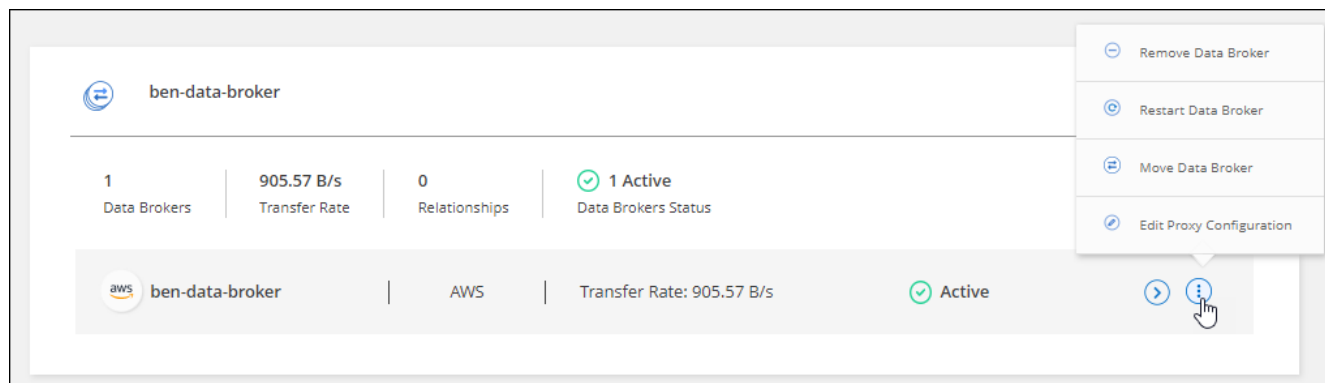 ben-data-broker
Remove Data Broker
Restart Data Broker
Move Data Broker
Edit Proxy Configuration
1
Data Brokers
905.57 B/s
Transfer Rate
0
Relationships
1 Active
Data Brokers Status
aws ben-data-broker | AWS | Transfer Rate: 905.57 B/s Active